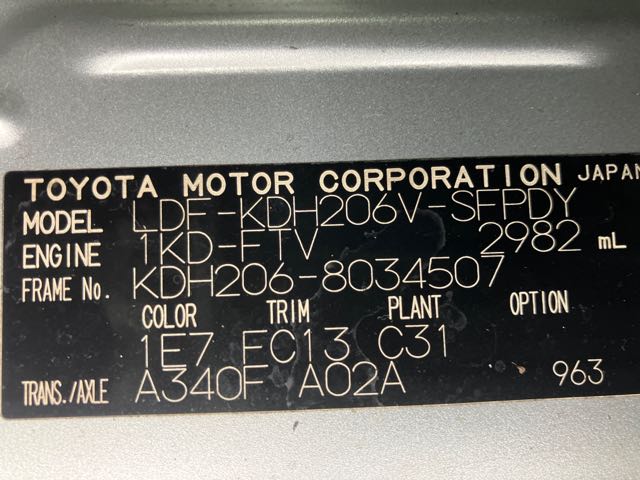 TOYOTA MOTOR CORPORATION JAPAN
MODEL LDF-KDH206V-SFPDY
ENGINE 1KD-FTV 2982 mL
FRAME No. KDH206-8034507
COLOR TRIM PLANT OPTION
1E7 FC13 C31
TRANS./AXLE A340F A02A 963